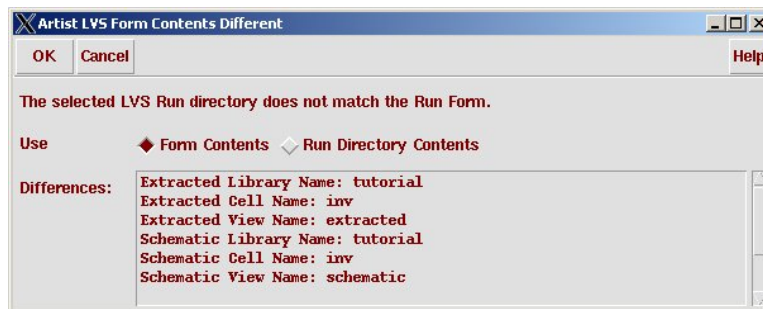 Artist LVS Form Contents Different
OK Cancel Help
The selected LVS Run directory does not match the Run Form.
Use Form Contents Run Directory Contents
Differences:
Extracted Library Name: tutorial
Extracted Cell Name: inv
Extracted View Name: extracted
Schematic Library Name: tutorial
Schematic Cell Name: inv
Schematic View Name: schematic